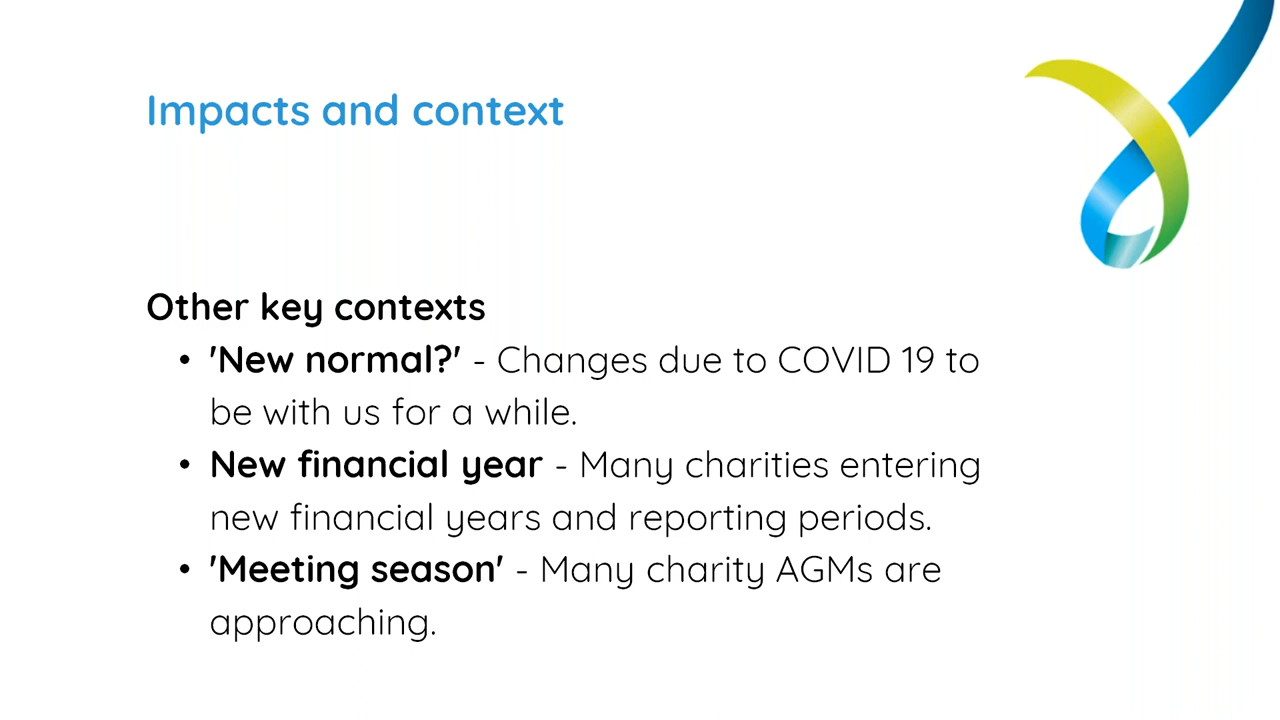 Impacts and context
Other key contexts
• 'New normal?' - Changes due to COVID 19 to
be with us for a while.
• New financial year - Many charities entering
new financial years and reporting periods.
• 'Meeting season' - Many charity AGMs are
approaching.